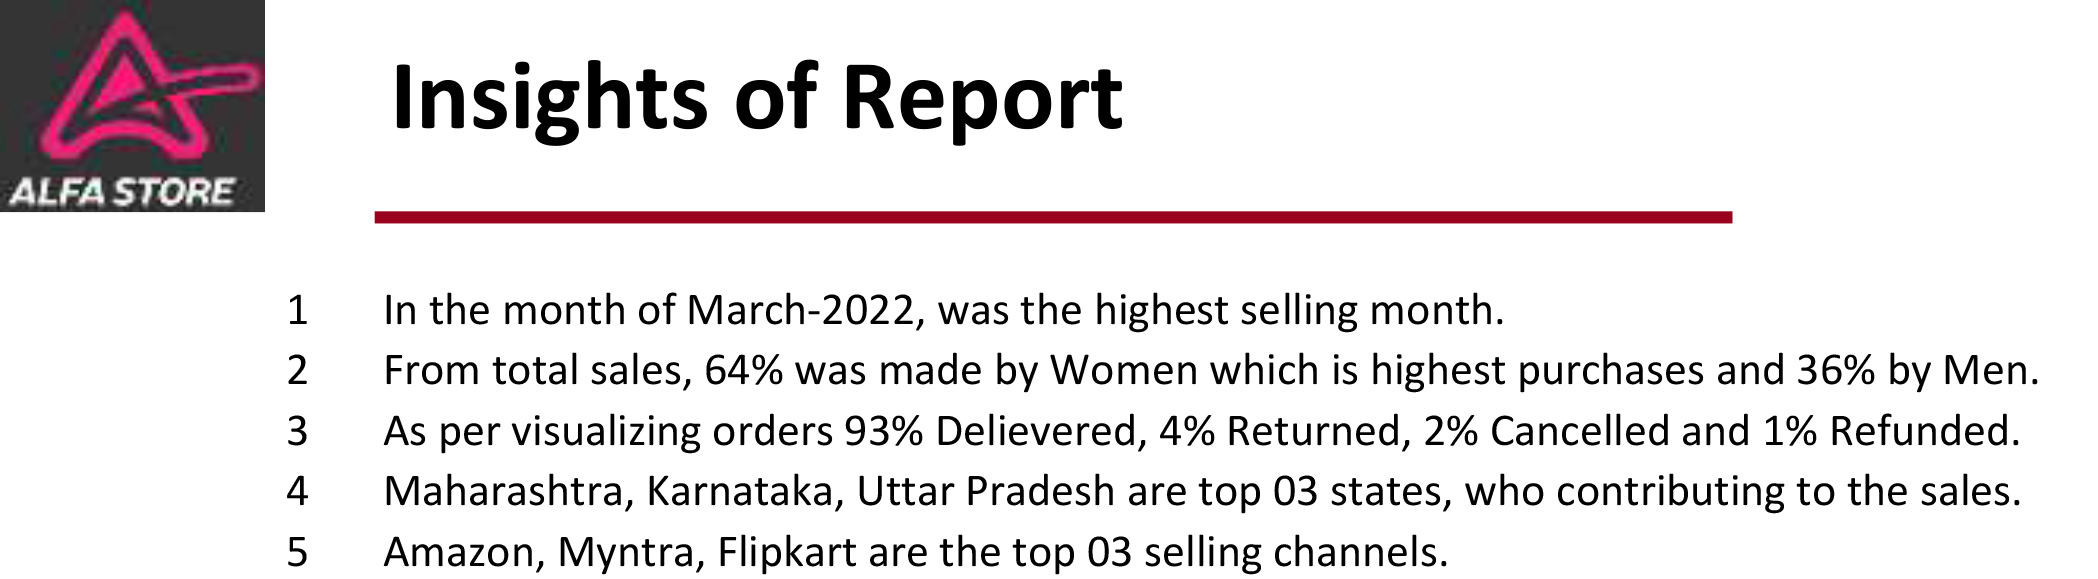 ALFA STORE
Insights of Report
1 In the month of March-2022, was the highest selling month.
2 From total sales, 64% was made by Women which is highest purchases and 36% by Men.
3 As per visualizing orders 93% Delievered, 4% Returned, 2% Cancelled and 1% Refunded.
4 Maharashtra, Karnataka, Uttar Pradesh are top 03 states, who contributing to the sales.
5 Amazon, Myntra, Flipkart are the top 03 selling channels.